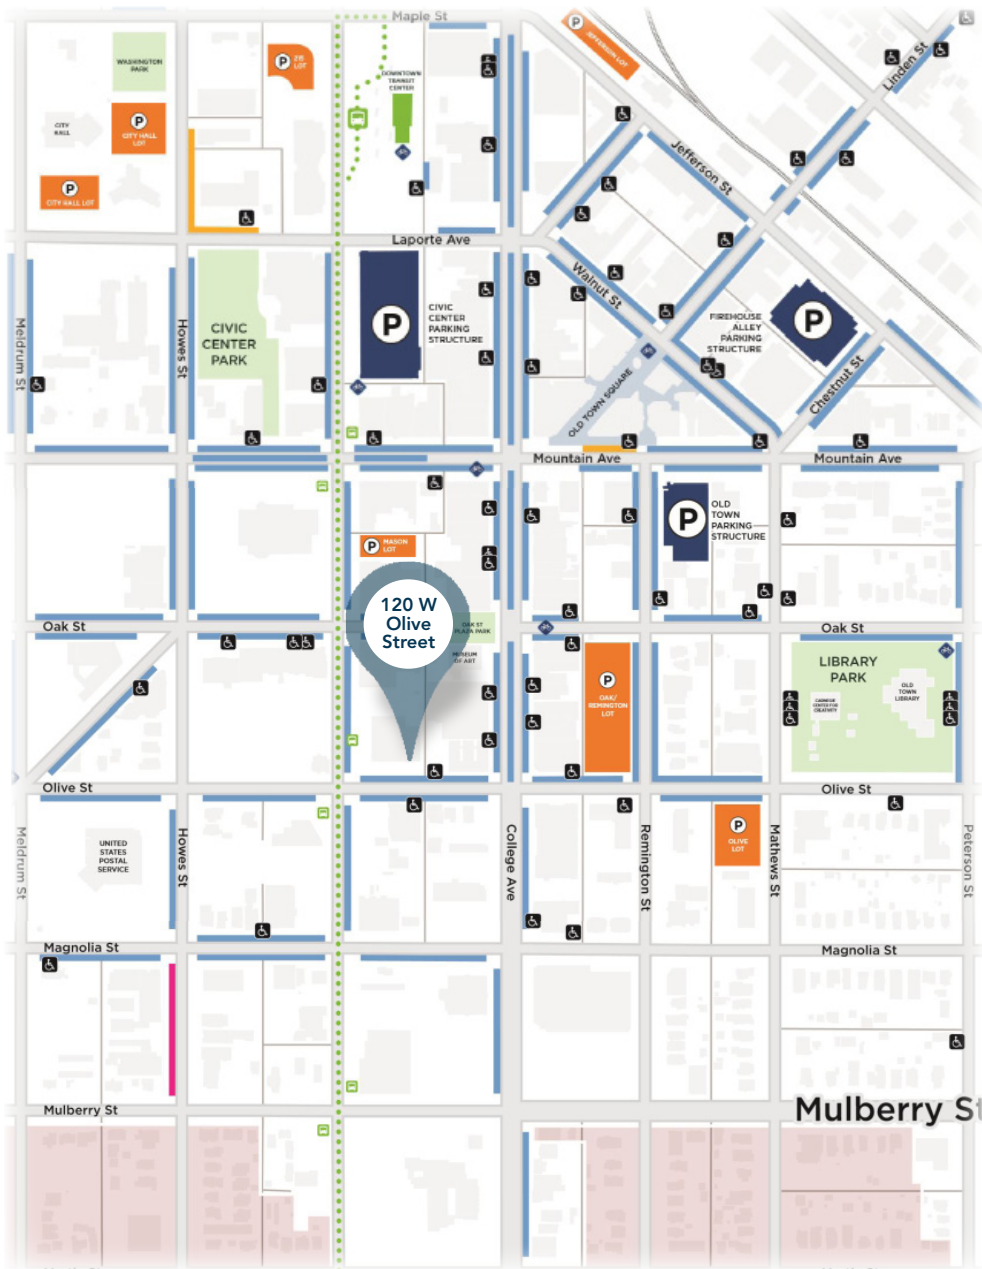 Maple St
P
JEFFERSON LOT
Linden St
WASHINGTON
PARK
P
215
LOT
DOWNTOWN
TRANSIT
CENTER
CITY
HALL
P
CITY HALL
LOT
P
CITY HALL LOT
Jefferson St
Laporte Ave
Walnut St
Meldrum St
Howes St
CIVIC
CENTER
PARK
P
CIVIC
CENTER
PARKING
STRUCTURE
FIREHOUSE
ALLEY
PARKING
STRUCTURE
P
Chestnut St
OLD TOWN SQUARE
Mountain Ave
Mountain Ave
P
OLD
TOWN
PARKING
STRUCTURE
P
MASON
LOT
120 W
Olive
Street
OAK ST
PLAZA PARK
MUSEUM
OF ART
Oak St
Oak St
P
OAK/
REMINGTON
LOT
LIBRARY
PARK
OLD
TOWN
LIBRARY
CARNEGIE
CENTER FOR
CREATIVITY
Olive St
Olive St
UNITED
STATES
POSTAL
SERVICE
Meldrum St
Howes St
College Ave
Remington St
P
OLIVE
LOT
Mathews St
Peterson St
Magnolia St
Magnolia St
Mulberry St
Mulberry St